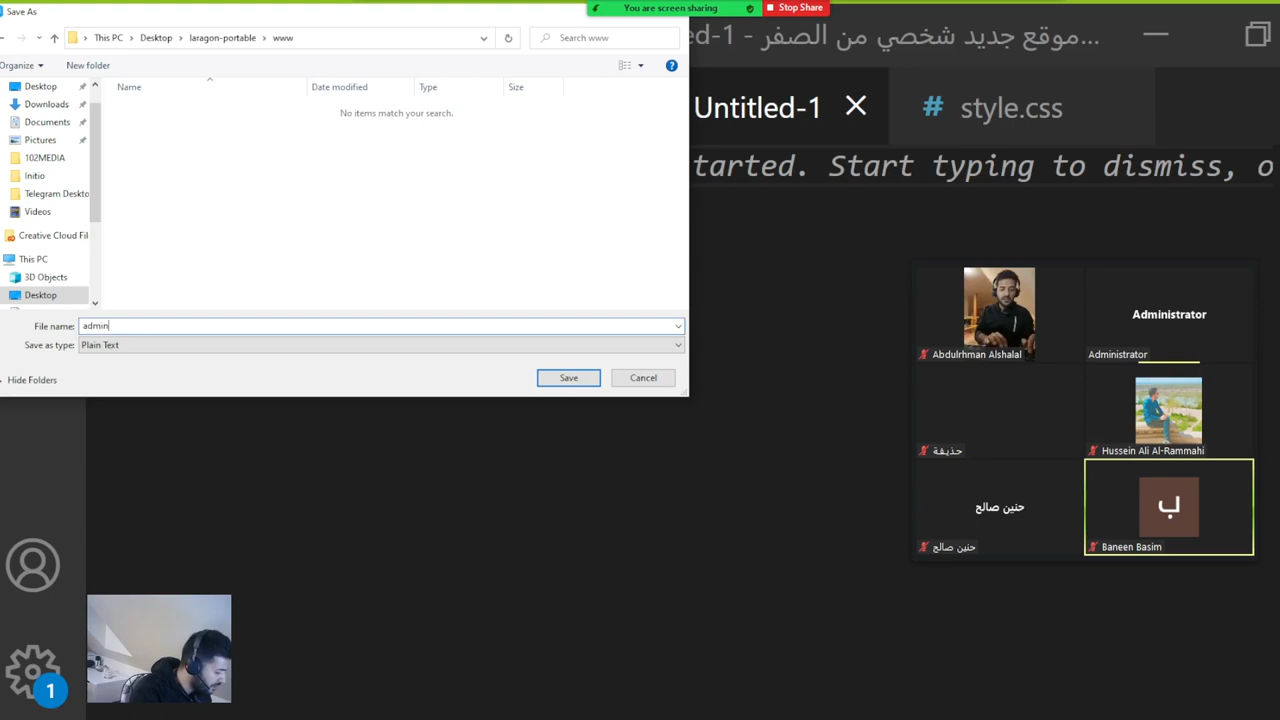 Save As
You are screen sharing
Stop Share
This PC
Desktop
laragon-portable
www
Search www
ed-1 - موقع جديد شخصي من الصفر...
Organize
New folder
Name
Date modified
Type
Size
No items match your search.
Desktop
Downloads
Documents
Pictures
102MEDIA
Initio
Telegram Deskto
Videos
Creative Cloud Fil
This PC
3D Objects
Desktop
File name:
admin
Save as type:
Plain Text
Hide Folders
Save
Cancel
Untitled-1
# style.css
tarted. Start typing to dismiss, o
Abdulrhman Alshalal
Administrator
Administrator
حذيفة
Hussein Ali Al-Rammahi
حنين صالح
حنين صالح
ب
Baneen Basim
1